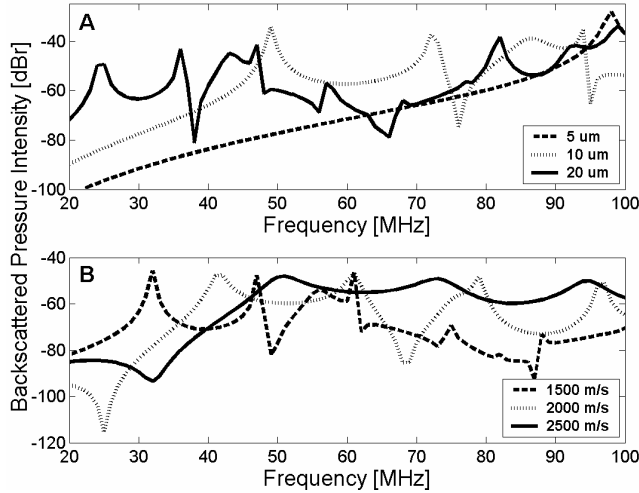 Backscattered Pressure Intensity [dBr]
A
-40
-60
-80
-100
20
30
40
50
60
70
80
90
100
Frequency [MHz]
5 um
10 um
20 um
B
-40
-60
-80
-100
-120
20
30
40
50
60
70
80
90
100
Frequency [MHz]
1500 m/s
2000 m/s
2500 m/s